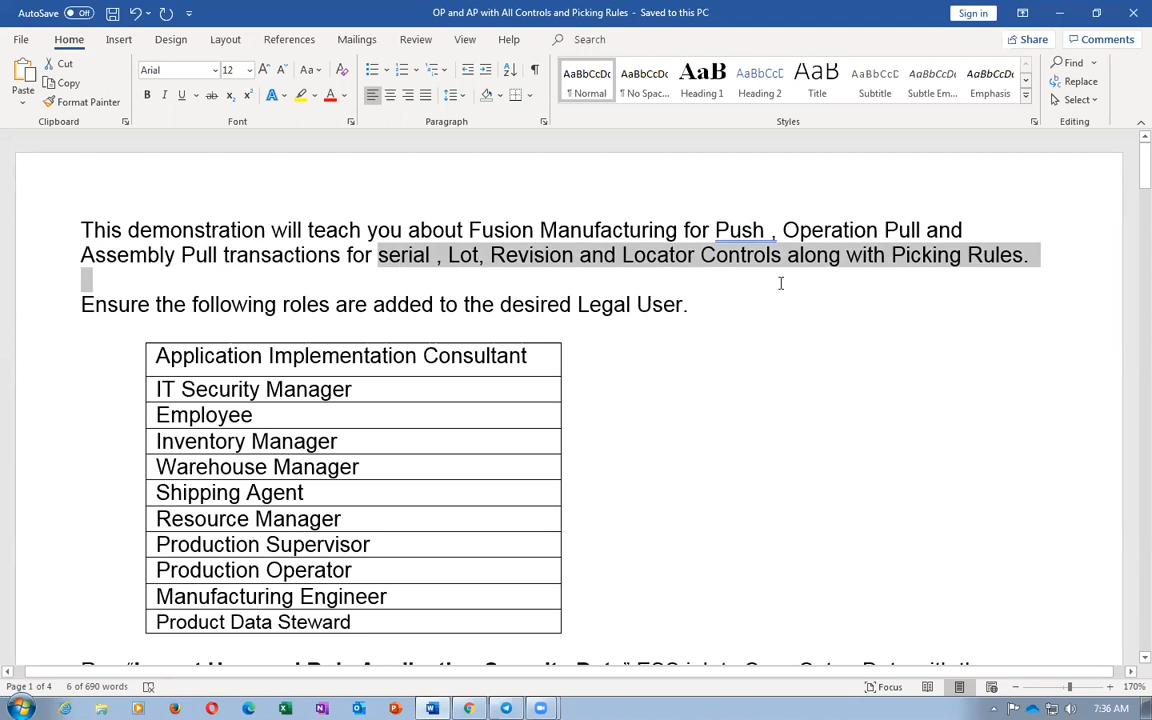 AutoSave Off
OP and AP with All Controls and Picking Rules - Saved to this PC
Sign in
File Home Insert Draw Design Layout References Mailings Review View Help Search
Share Comments
Paste
Cut
Copy
Format Painter
Arial 12
AaBbCcDc AaBbCcDc AaB AaBbCcD AaB AaBbCcD AaBbCcDc AaBbCcDc
¶ Normal ¶ No Spac... Heading 1 Heading 2 Title Subtitle Subtle Em... Emphasis
Find
Replace
Select
Clipboard Font Paragraph Styles Editing
This demonstration will teach you about Fusion Manufacturing for Push , Operation Pull and
Assembly Pull transactions for serial , Lot, Revision and Locator Controls along with Picking Rules.
Ensure the following roles are added to the desired Legal User.
Application Implementation Consultant
IT Security Manager
Employee
Inventory Manager
Warehouse Manager
Shipping Agent
Resource Manager
Production Supervisor
Production Operator
Manufacturing Engineer
Product Data Steward
Page 1 of 4 6 of 690 words Focus 170%
7:36 AM